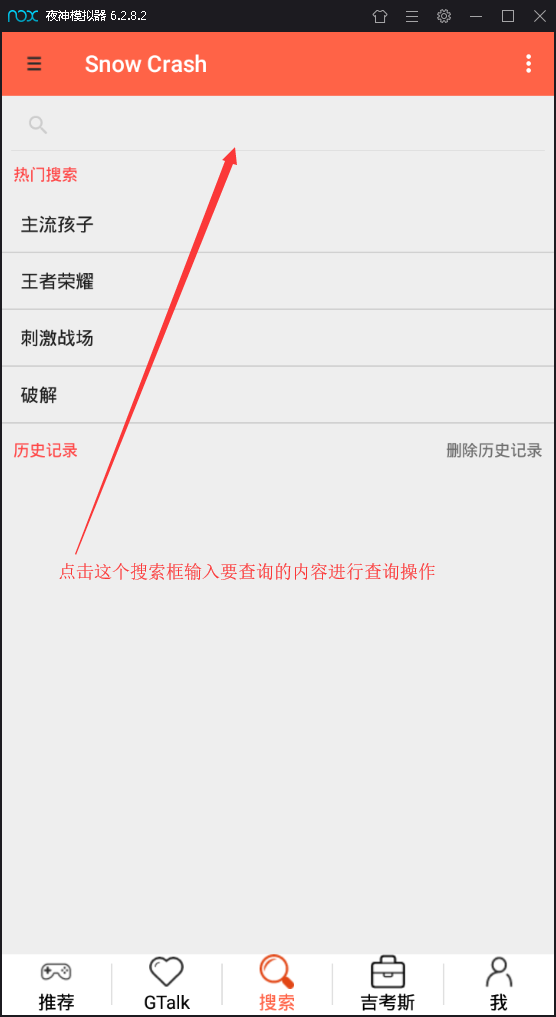 nox 夜神模拟器 6.2.8.2
Snow Crash
热门搜索
主流孩子
王者荣耀
刺激战场
破解
历史记录 删除历史记录
点击这个搜索框输入要查询的内容进行查询操作
推荐 GTalk 搜索 吉考斯 我